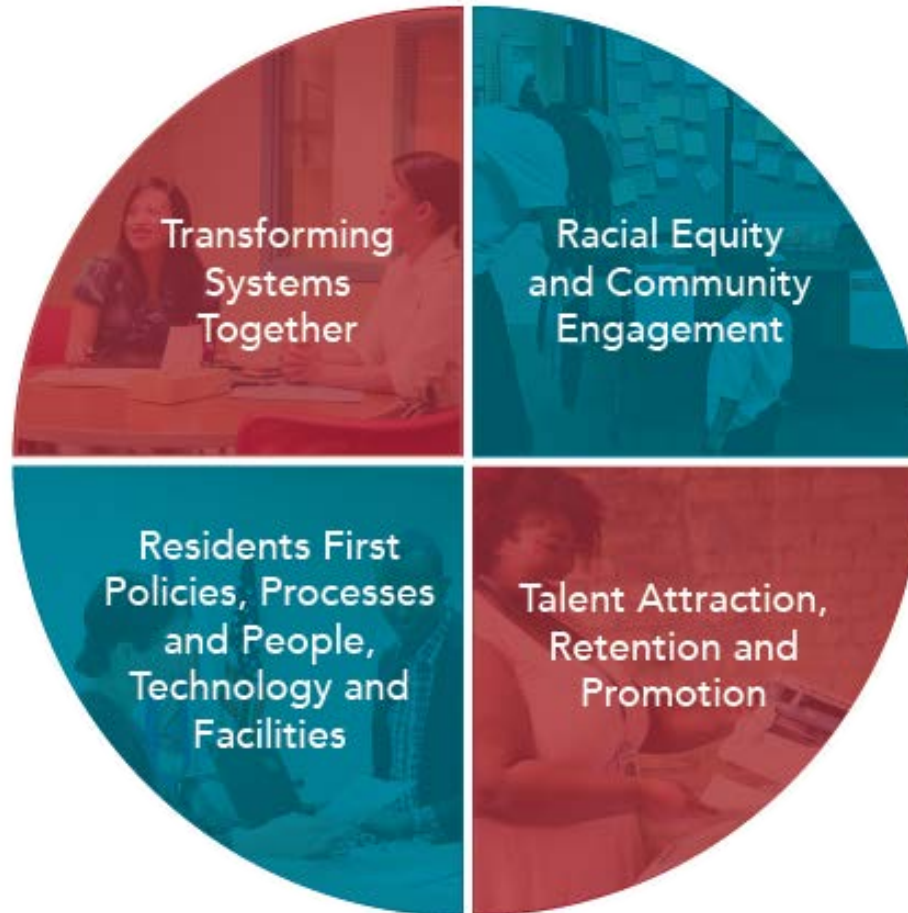 Transforming
Systems
Together
Racial Equity
and Community
Engagement
Residents First
Policies, Processes
and People,
Technology and
Facilities
Talent Attraction,
Retention and
Promotion